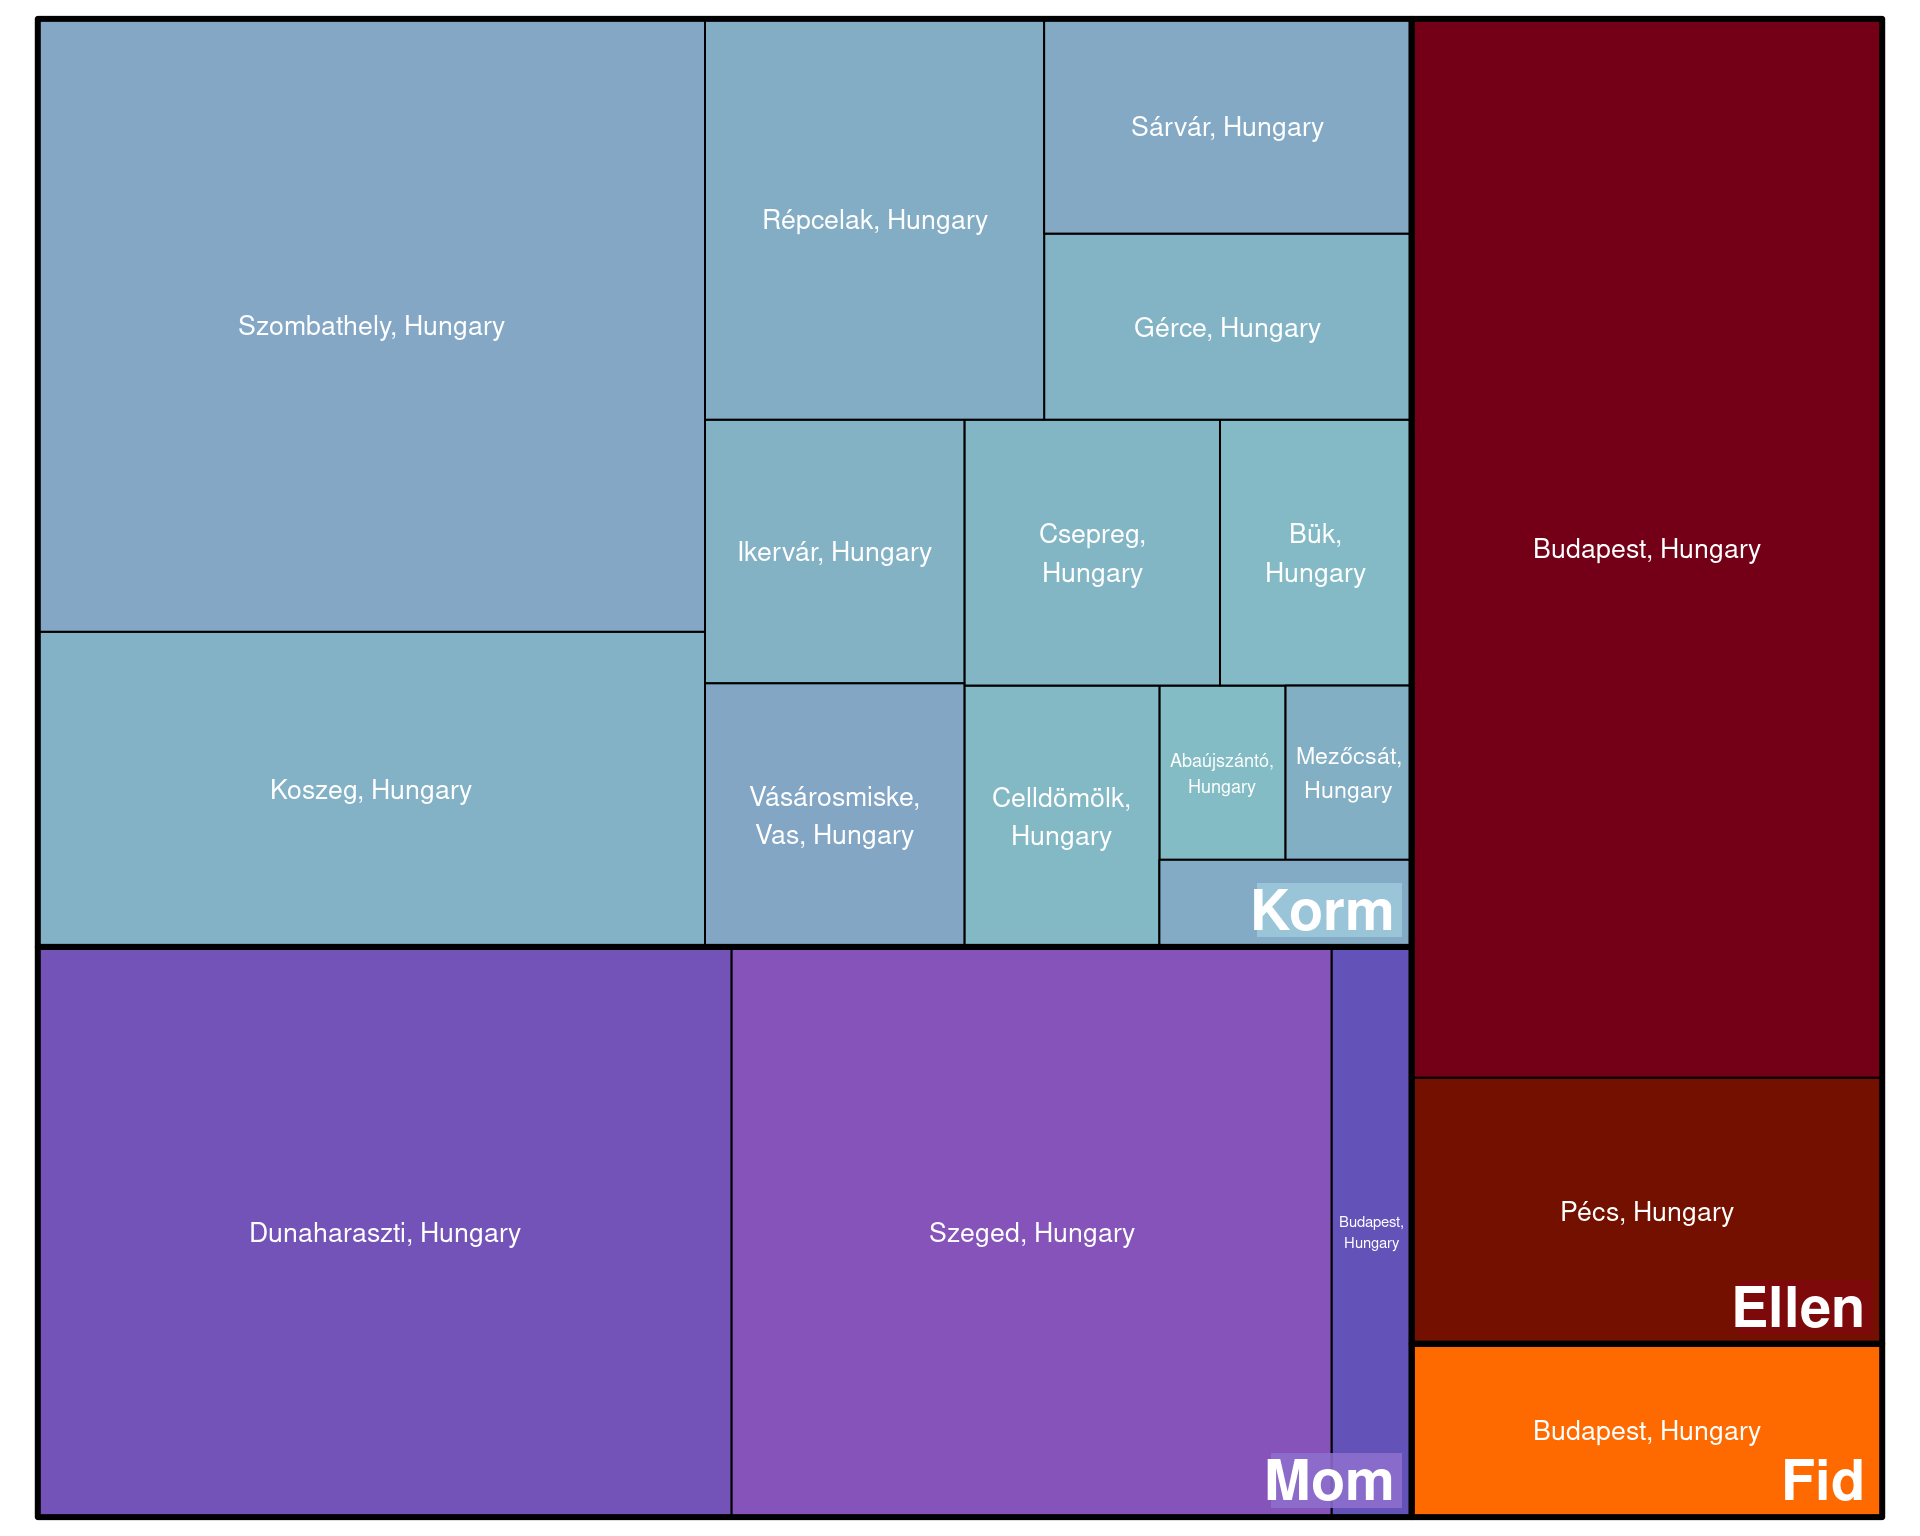 Szombathely, Hungary
Koszeg, Hungary
Répcelak, Hungary
Sárvár, Hungary
Gérce, Hungary
Ikervár, Hungary
Csepreg,
Hungary
Bük,
Hungary
Vásárosmiske,
Vas, Hungary
Celldömölk,
Hungary
Abaújszántó,
Hungary
Mezőcsát,
Hungary
Korm
Dunaharaszti, Hungary
Szeged, Hungary
Budapest,
Hungary
Mom
Budapest, Hungary
Pécs, Hungary
Ellen
Budapest, Hungary
Fid